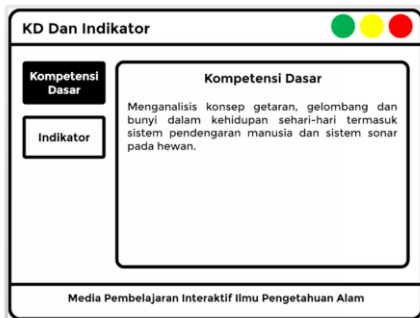 KD Dan Indikator
Kompetensi
Dasar
Indikator
Kompetensi Dasar
Menganalisis konsep getaran, gelombang dan
bunyi dalam kehidupan sehari-hari termasuk
sistem pendengaran manusia dan sistem sonar
pada hewan.
Media Pembelajaran Interaktif Ilmu Pengetahuan Alam